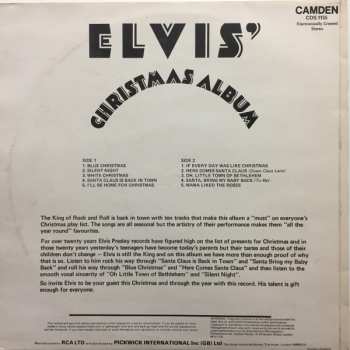 ELVIS'
CAMDEN
CDS 1155
Electronically Created
Stereo
CHRISTMAS ALBUM
SIDE 1
1. BLUE CHRISTMAS
2. SILENT NIGHT
3. WHITE CHRISTMAS
4. SANTA CLAUS IS BACK IN TOWN
5. I'LL BE HOME FOR CHRISTMAS
SIDE 2
1. IF EVERY DAY WAS LIKE CHRISTMAS
2. HERE COMES SANTA CLAUS (Down Santa Claus Lane)
3. OH, LITTLE TOWN OF BETHLEHEM
4. SANTA, BRING MY BABY BACK (To Me)
5. MAMA LIKED THE ROSES
The King of Rock and Roll is back in town with ten tracks that make this album a "must" on everyone's
Christmas play list. The songs are all seasonal but the artistry of their performance makes them "all the
year round" favourites.
For over twenty years Elvis Presley records have figured high on the list of presents for Christmas and in
those twenty years yesterday's teenagers have become today's parents but their tastes and those of their
children don't change – Elvis is still the King and on this album we have more than enough proof of why
that is so. Listen to him rock his way through "Santa Claus is Back in Town" and "Santa Bring my Baby
Back" and roll his way through "Blue Christmas" and "Here Comes Santa Claus" and then listen to the
smooth vocal sincerity of "Oh Little Town of Bethlehem" and "Silent Night".
So invite Elvis to be your guest this Christmas and through the year with this record. His talent is gift
enough for everyone.
RCA LTD
PICKWICK INTERNATIONAL Inc (GB) Ltd